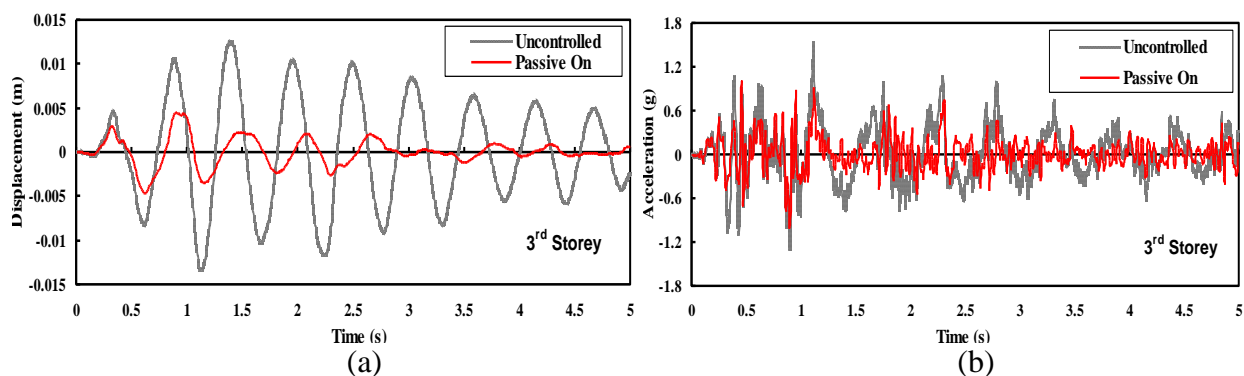 0.015
0.01
0.005
0
-0.005
-0.01
-0.015
Displacement (m)
Uncontrolled
Passive On
3rd Storey
0 0.5 1 1.5 2 2.5 3 3.5 4 4.5 5
Time (s)
(a)
1.8
1.2
0.6
0
-0.6
-1.2
-1.8
Acceleration (g)
Uncontrolled
Passive On
3rd Storey
0 0.5 1 1.5 2 2.5 3 3.5 4 4.5 5
Time (s)
(b)